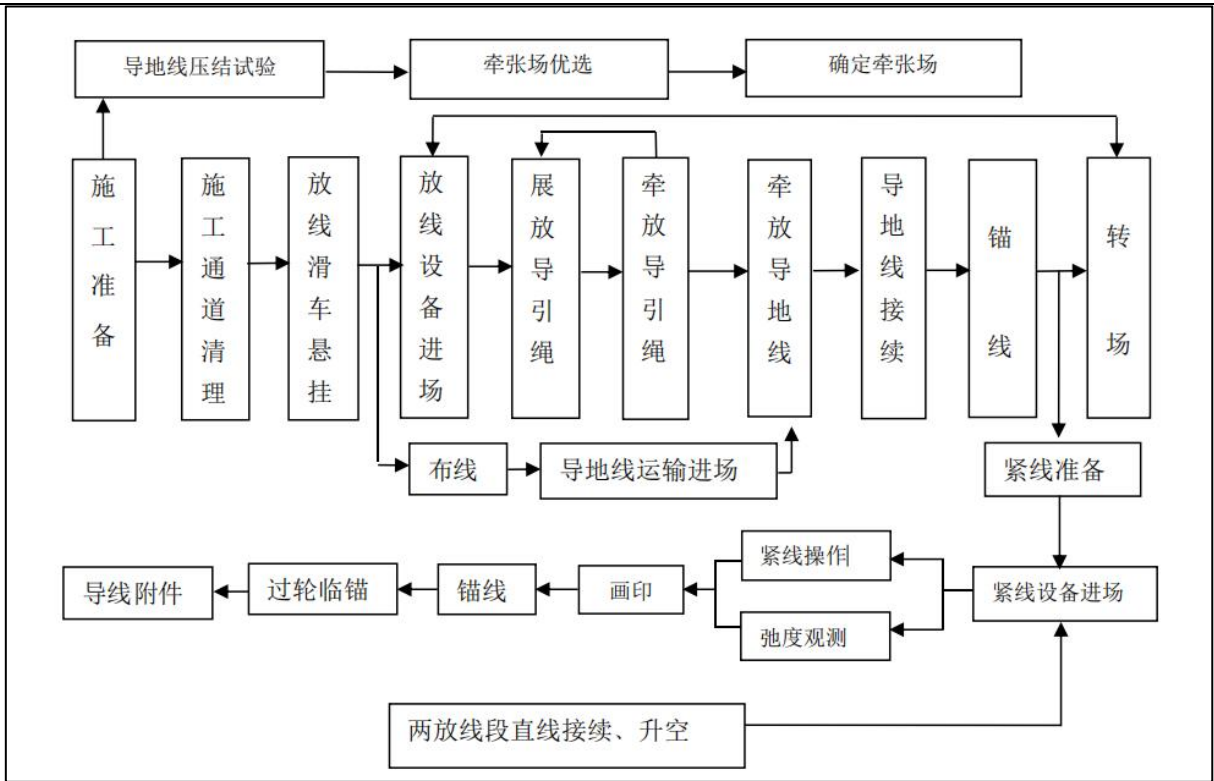 导地线压结试验
牵张场优选
确定牵张场
施工准备
施工通道清理
放线滑车悬挂
放线设备进场
展放导引绳
牵放导引绳
牵放导地线
导地线接续
锚线
转场
布线
导地线运输进场
紧线准备
紧线操作
导线附件
过轮临锚
锚线
画印
紧线设备进场
弛度观测
两放线段直线接续、升空